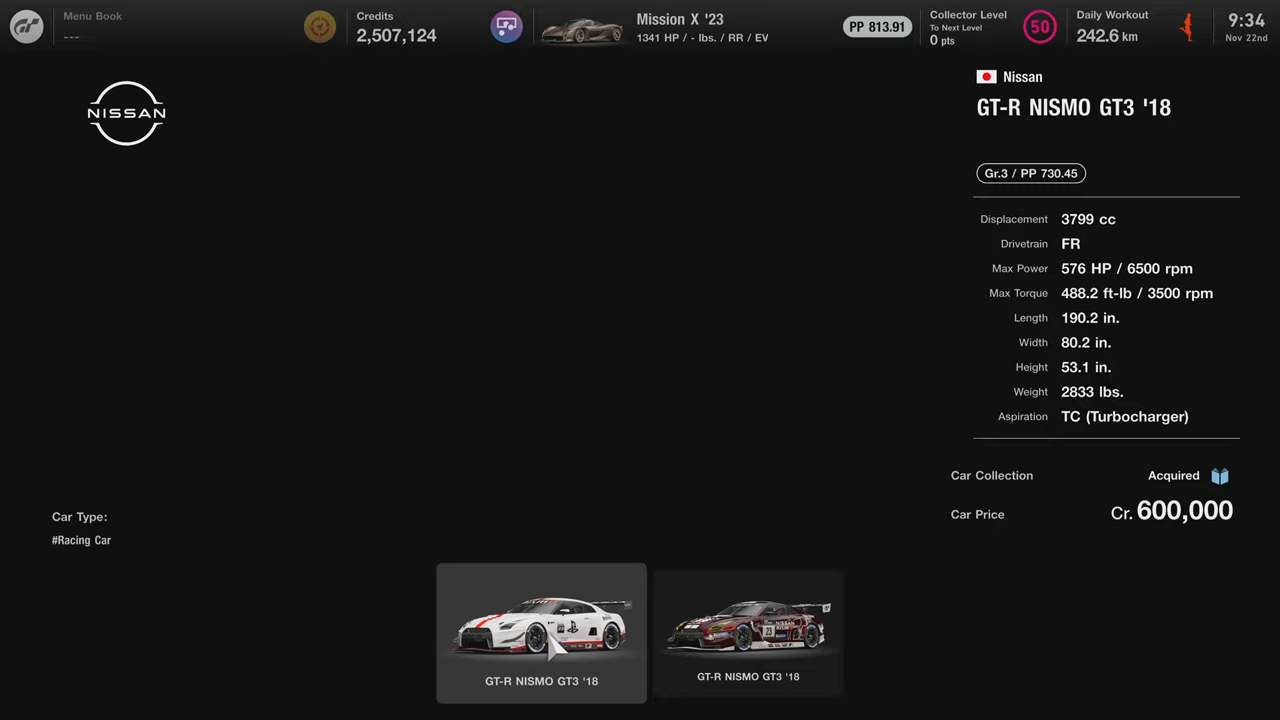 GT
Menu Book
---
Credits
2,507,124
Mission X '23
1341 HP / - lbs. / RR / EV
PP 813.91
Collector Level
To Next Level
0 pts
50
Daily Workout
242.6 km
9:34
Nov 22nd
NISSAN
Nissan
GT-R NISMO GT3 '18
Gr.3 / PP 730.45
Displacement 3799 cc
Drivetrain FR
Max Power 576 HP / 6500 rpm
Max Torque 488.2 ft-lb / 3500 rpm
Length 190.2 in.
Width 80.2 in.
Height 53.1 in.
Weight 2833 lbs.
Aspiration TC (Turbocharger)
Car Collection Acquired
Car Price Cr. 600,000
Car Type:
#Racing Car
23
GT-R NISMO GT3 '18
GT-R NISMO GT3 '18